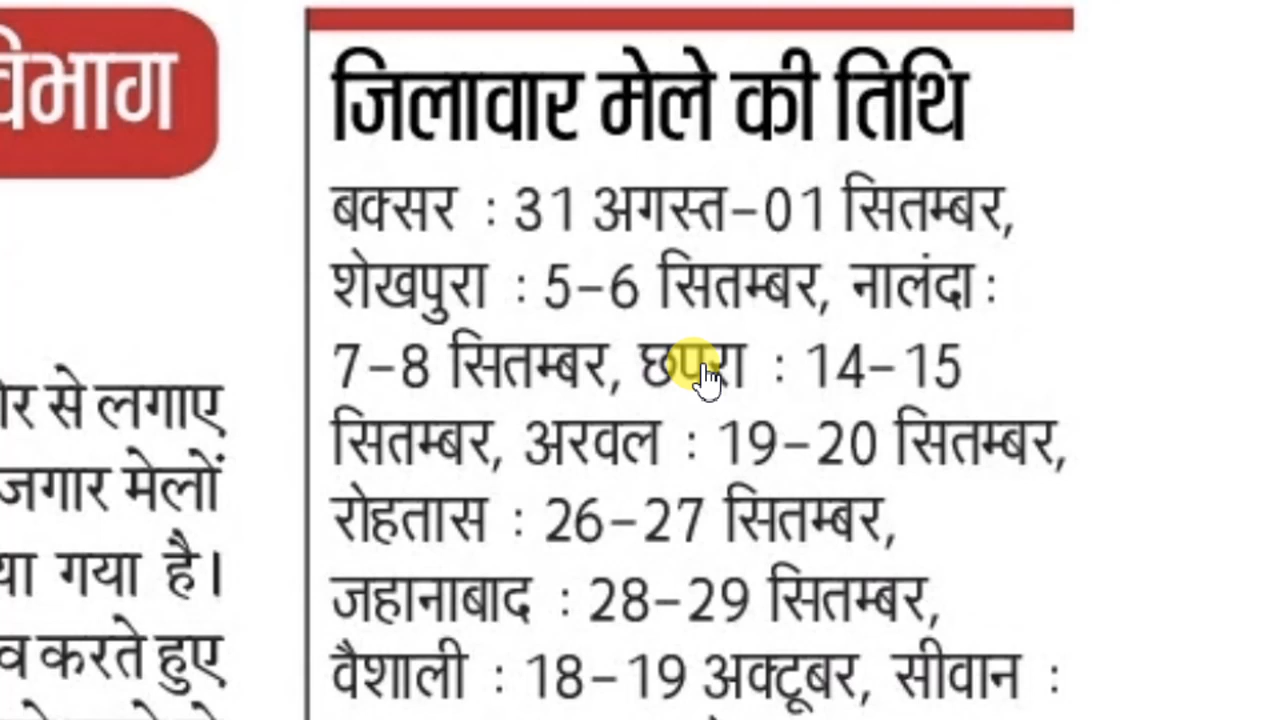 विभाग
ोर से लगाए
जगार मेलों
या गया है।
व करते हुए
जिलावार मेले की तिथि
बक्सर : 31 अगस्त-01 सितम्बर,
शेखपुरा : 5-6 सितम्बर, नालंदा :
7-8 सितम्बर, छपरा : 14-15
सितम्बर, अरवल : 19-20 सितम्बर,
रोहतास : 26-27 सितम्बर,
जहानाबाद : 28-29 सितम्बर,
वैशाली : 18-19 अक्टूबर, सीवान :